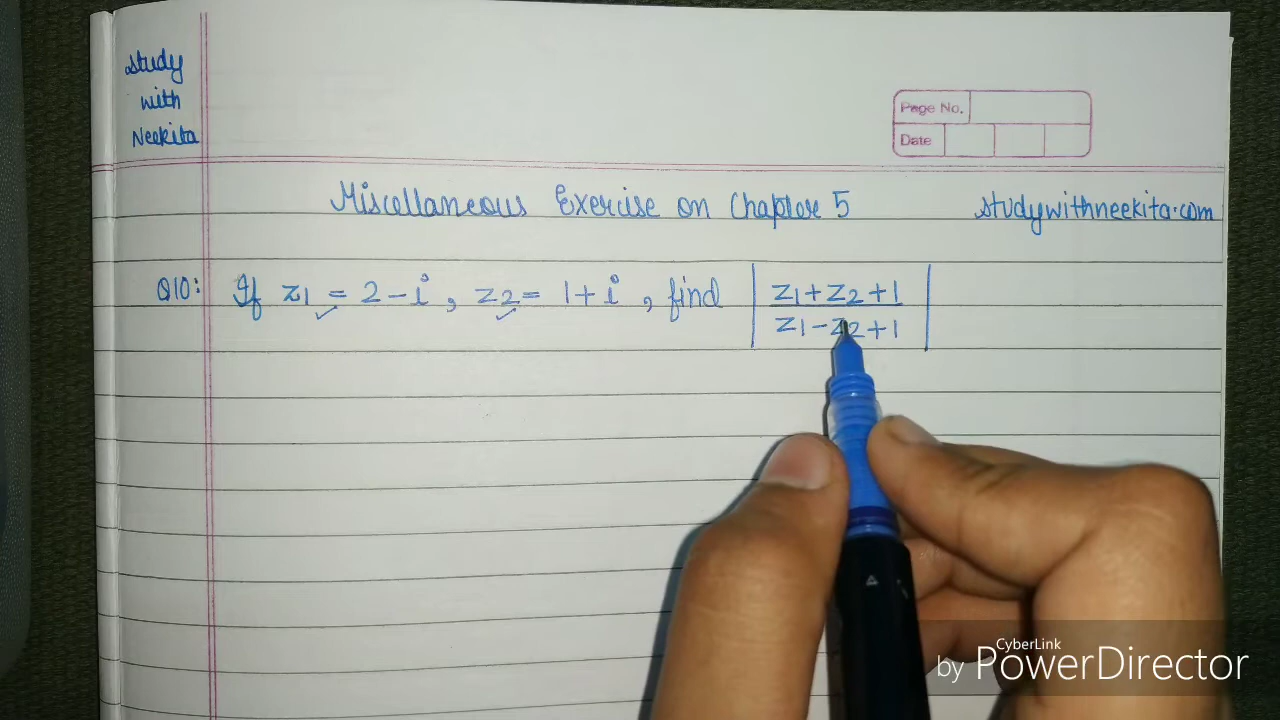 study
with
Neekita
Page No.
Date
Miscellaneous Exercise on Chapter 5
studywithneekita.com
Q10: If z1 = 2 - i, z2 = 1 + i, find | z1 + z2 + 1 |
z1 - z2 + 1
CyberLink
by PowerDirector